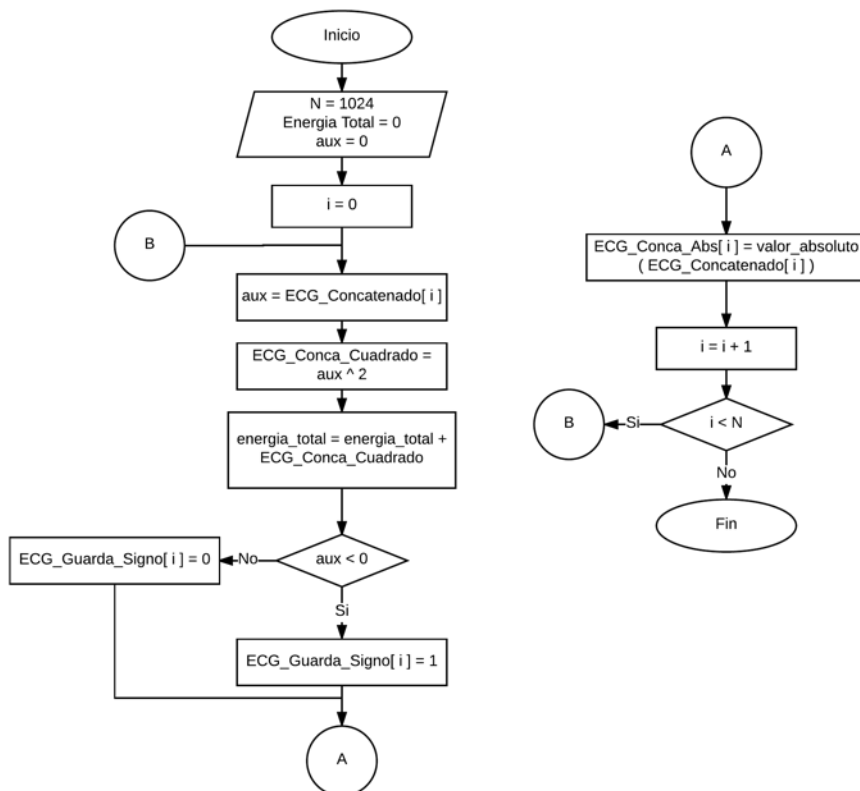 Inicio
N = 1024
Energia Total = 0
aux = 0
i = 0
B
aux = ECG_Concatenado[ i ]
ECG_Conca_Cuadrado =
aux ^ 2
energia_total = energia_total +
ECG_Conca_Cuadrado
aux < 0
No
ECG_Guarda_Signo[ i ] = 0
Si
ECG_Guarda_Signo[ i ] = 1
A
A
ECG_Conca_Abs[ i ] = valor_absoluto
( ECG_Concatenado[ i ] )
i = i + 1
i < N
Si
B
No
Fin